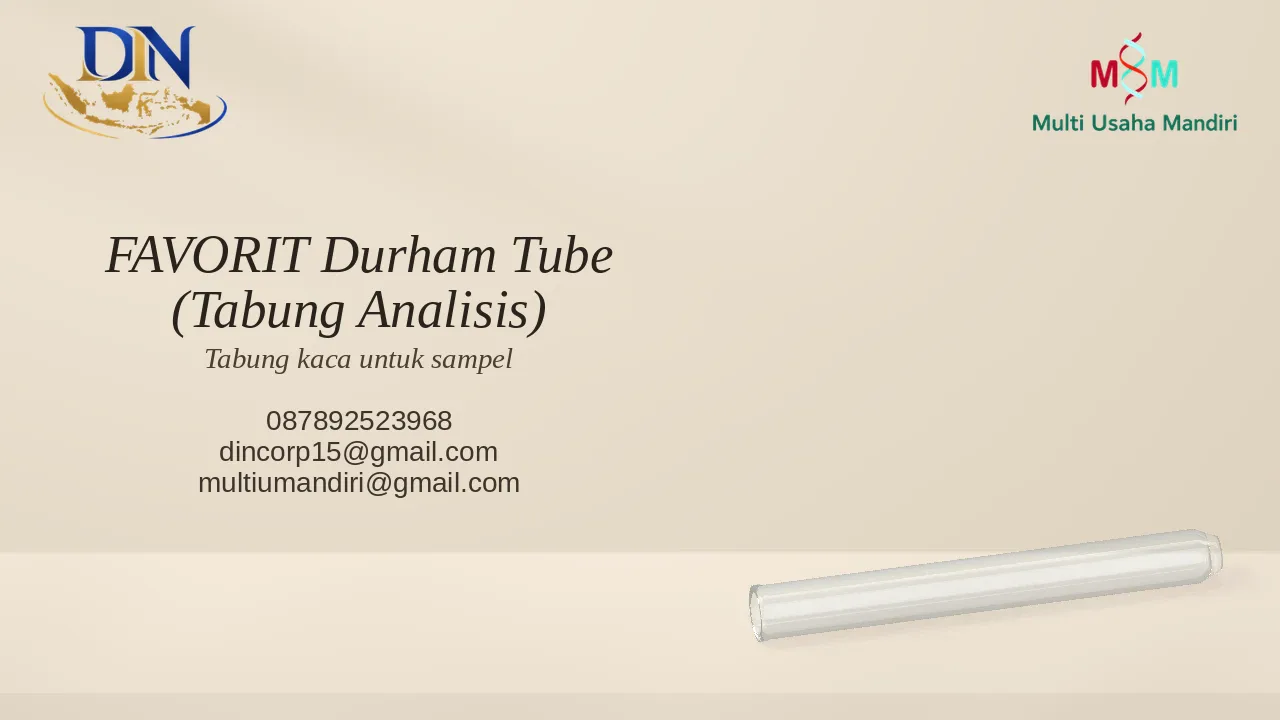 DN
M M
Multi Usaha Mandiri
FAVORIT Durham Tube
(Tabung Analisis)
Tabung kaca untuk sampel
087892523968
dincorp15@gmail.com
multiumandiri@gmail.com